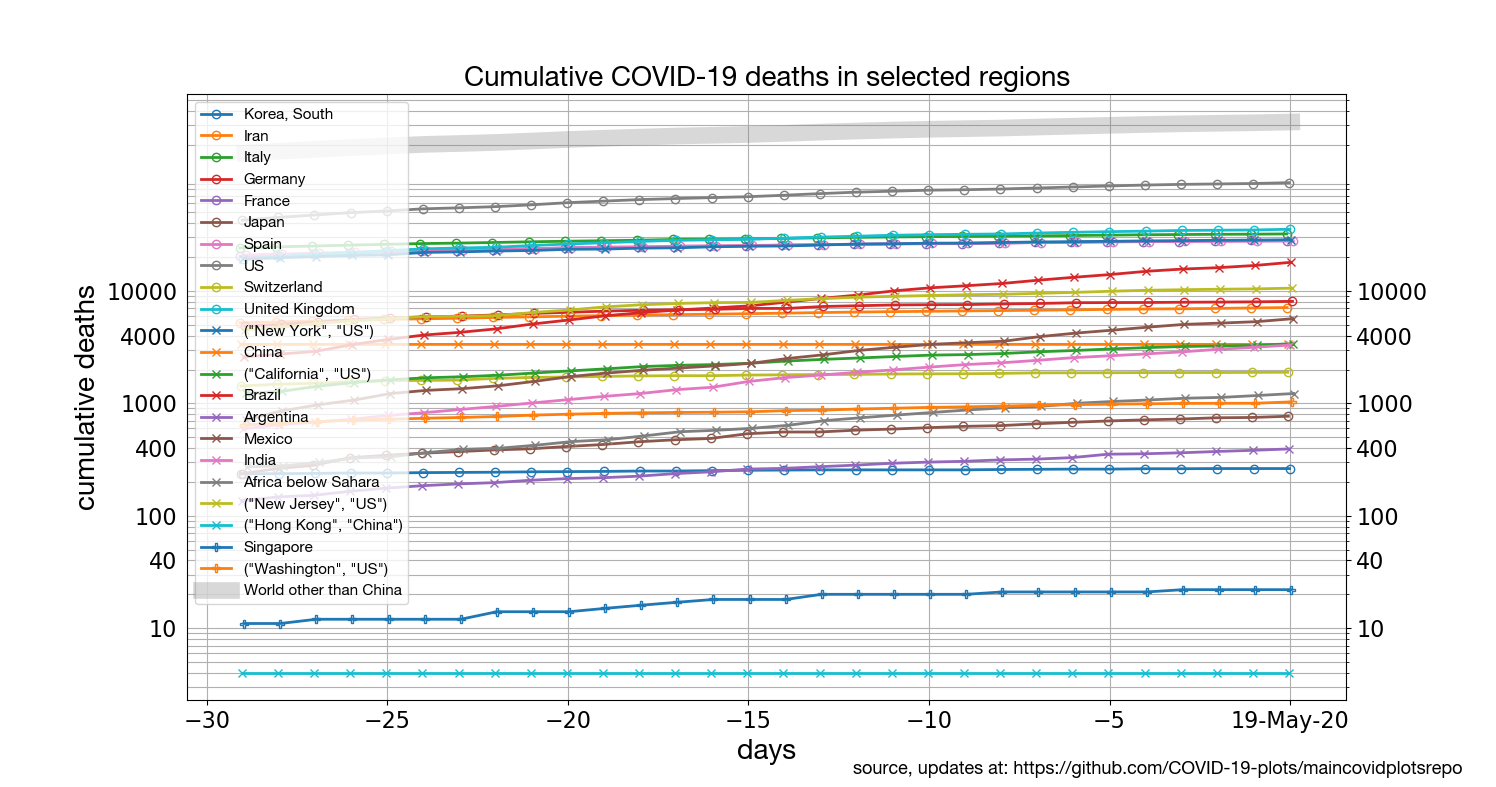 Cumulative COVID-19 deaths in selected regions
cumulative deaths
10000
4000
1000
400
100
40
10
Korea, South
Iran
Italy
Germany
France
Japan
Spain
US
Switzerland
United Kingdom
("New York", "US")
China
("California", "US")
Brazil
Argentina
Mexico
India
Africa below Sahara
("New Jersey", "US")
("Hong Kong", "China")
Singapore
("Washington", "US")
World other than China
10000
4000
1000
400
100
40
10
−30 −25 −20 −15 −10 −5 19-May-20
days
source, updates at: https://github.com/COVID-19-plots/maincovidplotsrepo